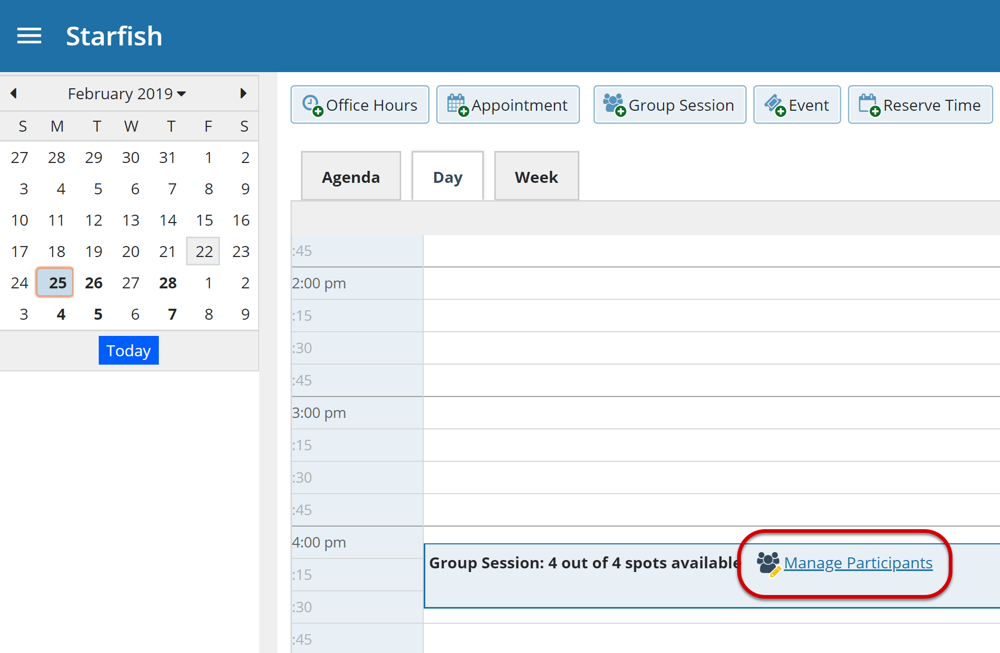 Starfish
February 2019
S M T W T F S
27 28 29 30 31 1 2
3 4 5 6 7 8 9
10 11 12 13 14 15 16
17 18 19 20 21 22 23
24 25 26 27 28 1 2
3 4 5 6 7 8 9
Today
Office Hours Appointment Group Session Event Reserve Time
Agenda Day Week
:45
2:00 pm
:15
:30
:45
3:00 pm
:15
:30
:45
4:00 pm
Group Session: 4 out of 4 spots available Manage Participants
:15
:30
:45